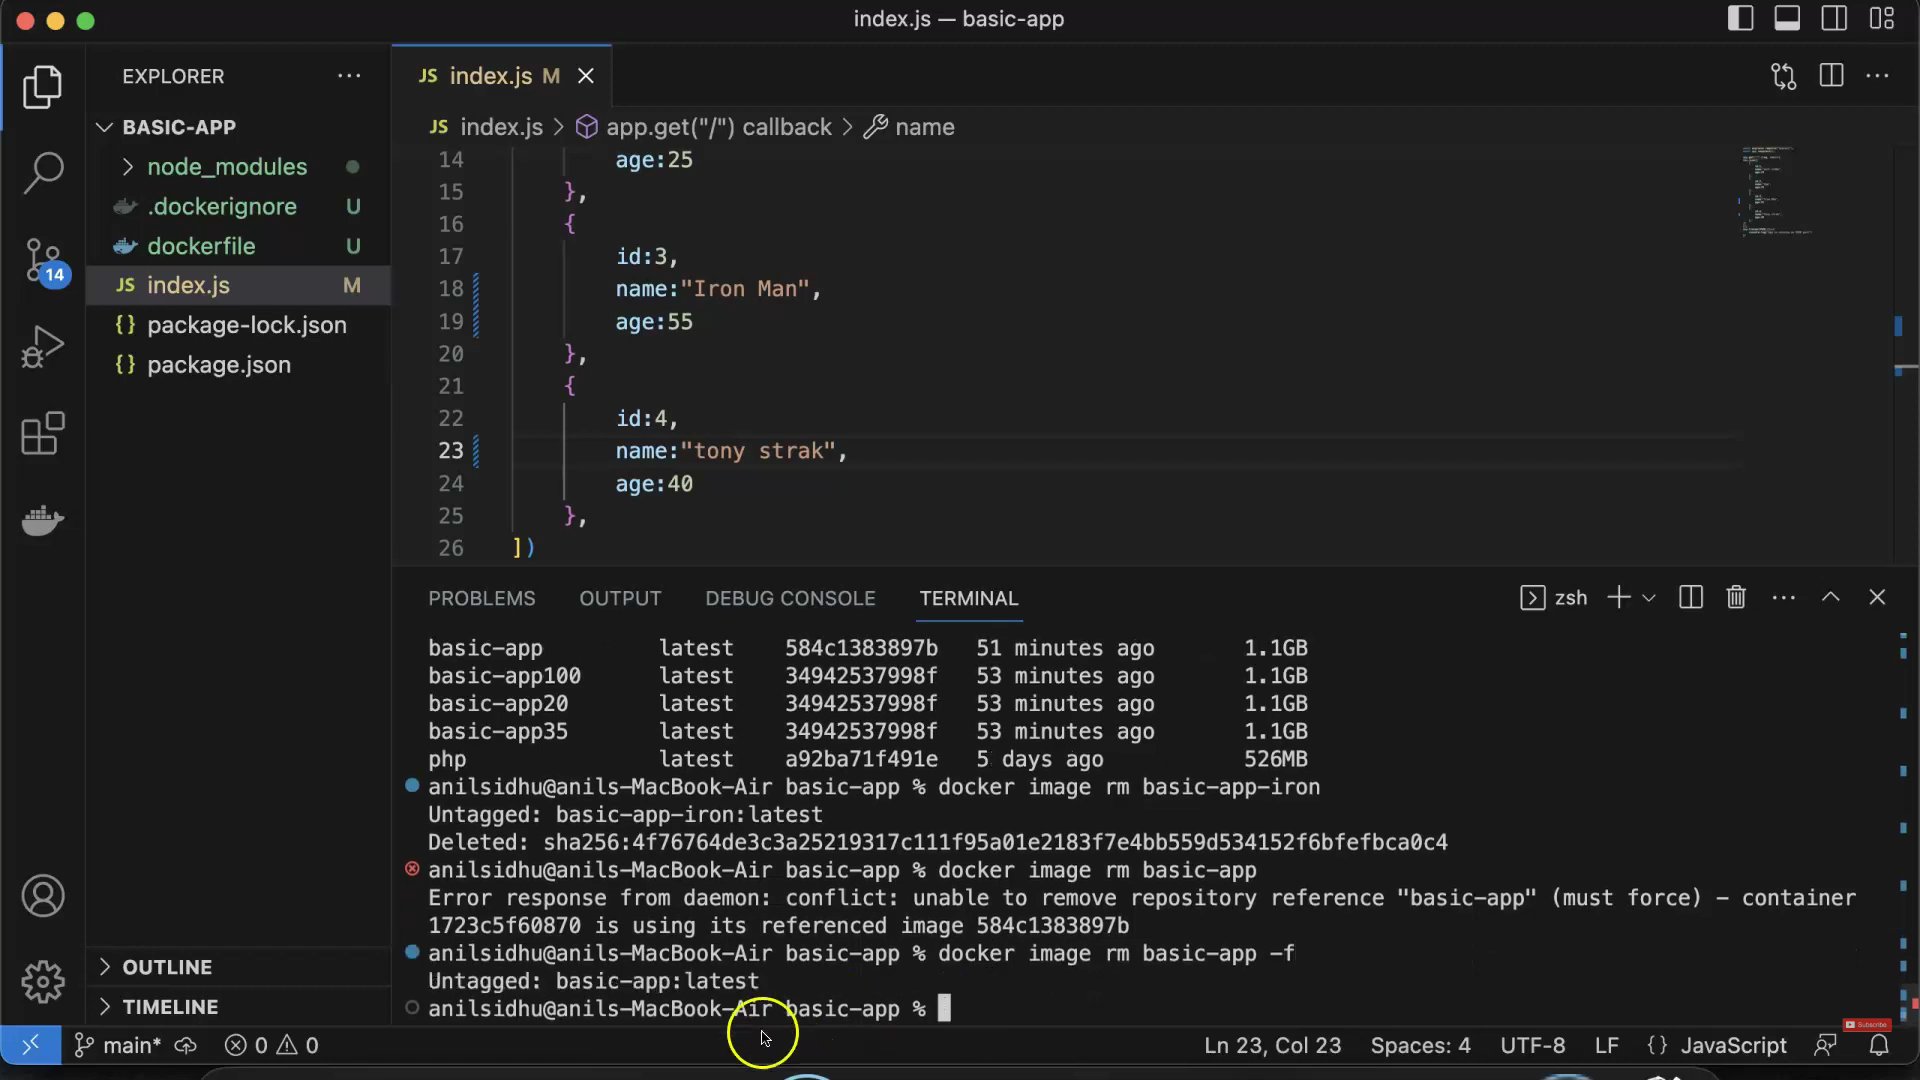 index.js — basic-app
EXPLORER
JS index.js M
BASIC-APP
JS index.js > app.get("/") callback > name
node_modules
.dockerignore U
dockerfile U
JS index.js M
{} package-lock.json
{} package.json
14
14 age:25
15 },
16 {
17 id:3,
18 name:"Iron Man",
19 age:55
20 },
21 {
22 id:4,
23 name:"tony strak",
24 age:40
25 },
26 ])
PROBLEMS OUTPUT DEBUG CONSOLE TERMINAL
zsh
basic-app latest 584c1383897b 51 minutes ago 1.1GB
basic-app100 latest 34942537998f 53 minutes ago 1.1GB
basic-app20 latest 34942537998f 53 minutes ago 1.1GB
basic-app35 latest 34942537998f 53 minutes ago 1.1GB
php latest a92ba71f491e 5 days ago 526MB
anilsidhu@anils-MacBook-Air basic-app % docker image rm basic-app-iron
Untagged: basic-app-iron:latest
Deleted: sha256:4f76764de3c3a25219317c111f95a01e2183f7e4bb559d534152f6bfefbca0c4
anilsidhu@anils-MacBook-Air basic-app % docker image rm basic-app
Error response from daemon: conflict: unable to remove repository reference "basic-app" (must force) - container
1723c5f60870 is using its referenced image 584c1383897b
anilsidhu@anils-MacBook-Air basic-app % docker image rm basic-app -f
Untagged: basic-app:latest
anilsidhu@anils-MacBook-Air basic-app %
OUTLINE
TIMELINE
Subscribe
main* 0 0 Ln 23, Col 23 Spaces: 4 UTF-8 LF {} JavaScript